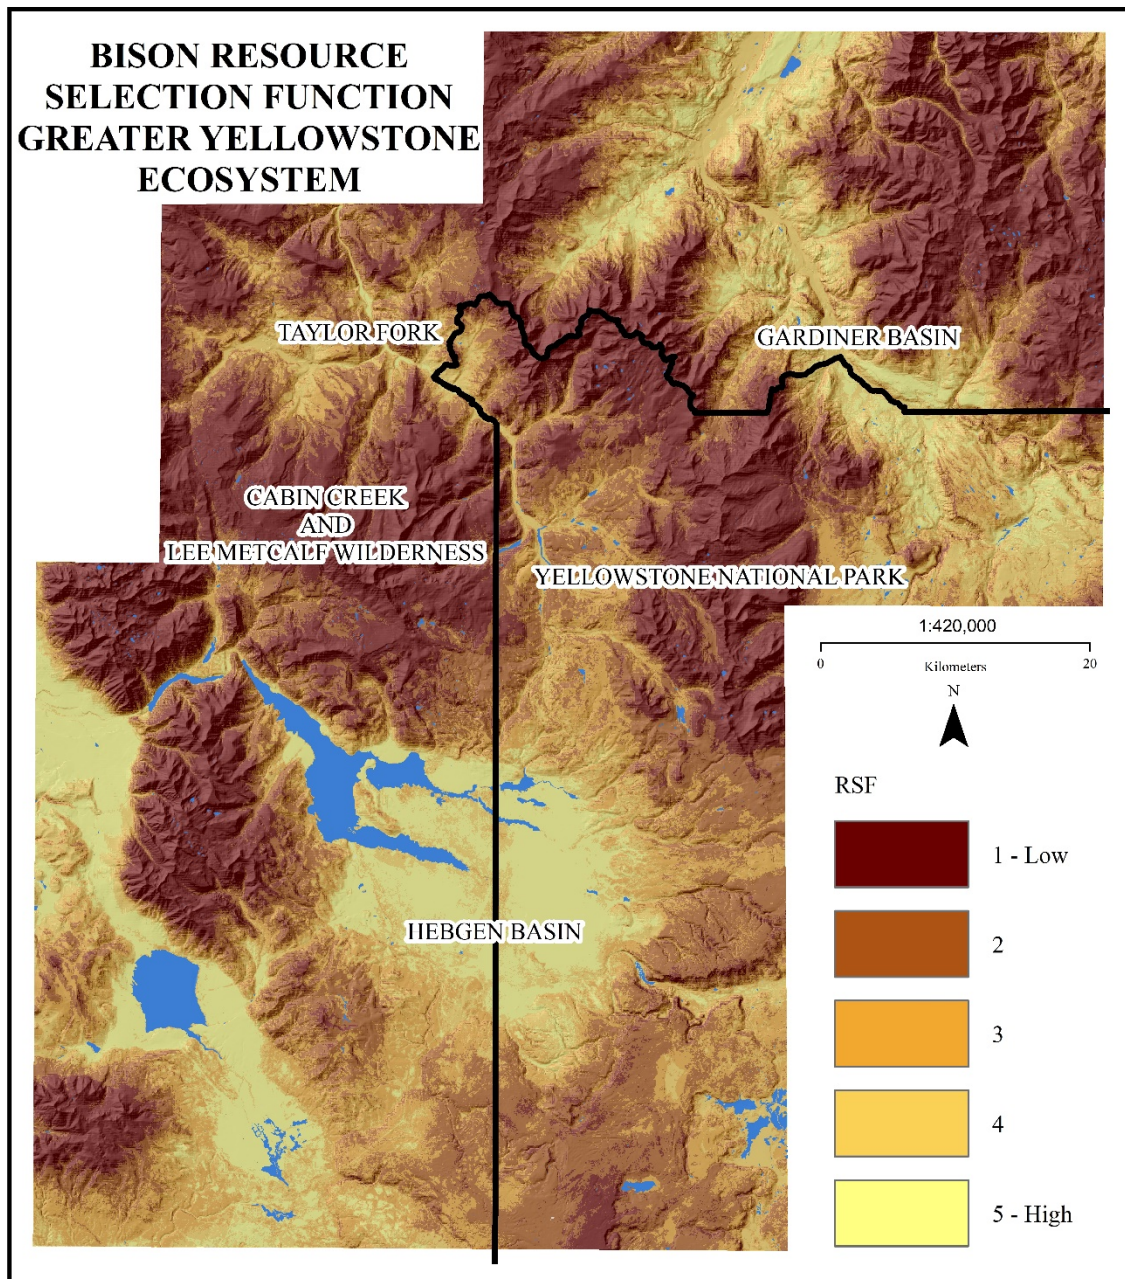 BISON RESOURCE
SELECTION FUNCTION
GREATER YELLOWSTONE
ECOSYSTEM
TAYLOR FORK
GARDINER BASIN
CABIN CREEK
AND
LEE METCALF WILDERNESS
YELLOWSTONE NATIONAL PARK
1:420,000
0 Kilometers 20
N
HEBGEN BASIN
RSF
1 - Low
2
3
4
5 - High